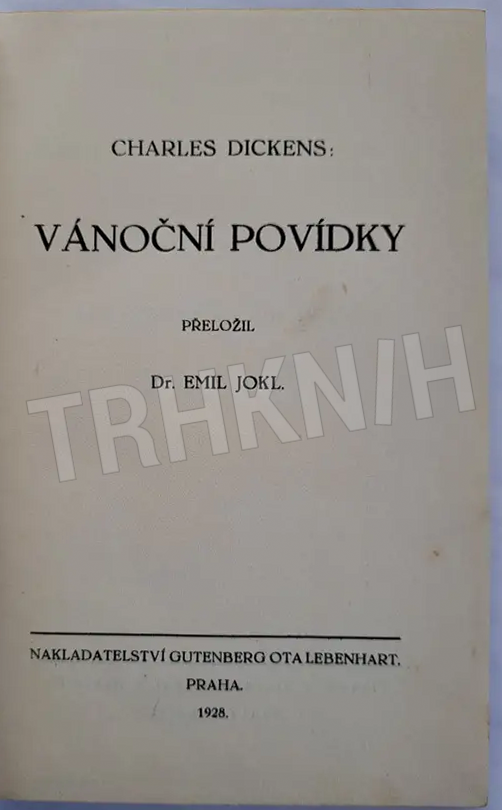 CHARLES DICKENS:
VÁNOČNÍ POVÍDKY
PŘELOŽIL
Dr. EMIL JOKL.
TRHKNIH
NAKLADATELSTVÍ GUTENBERG OTA LEBENHART.
PRAHA.
1928.